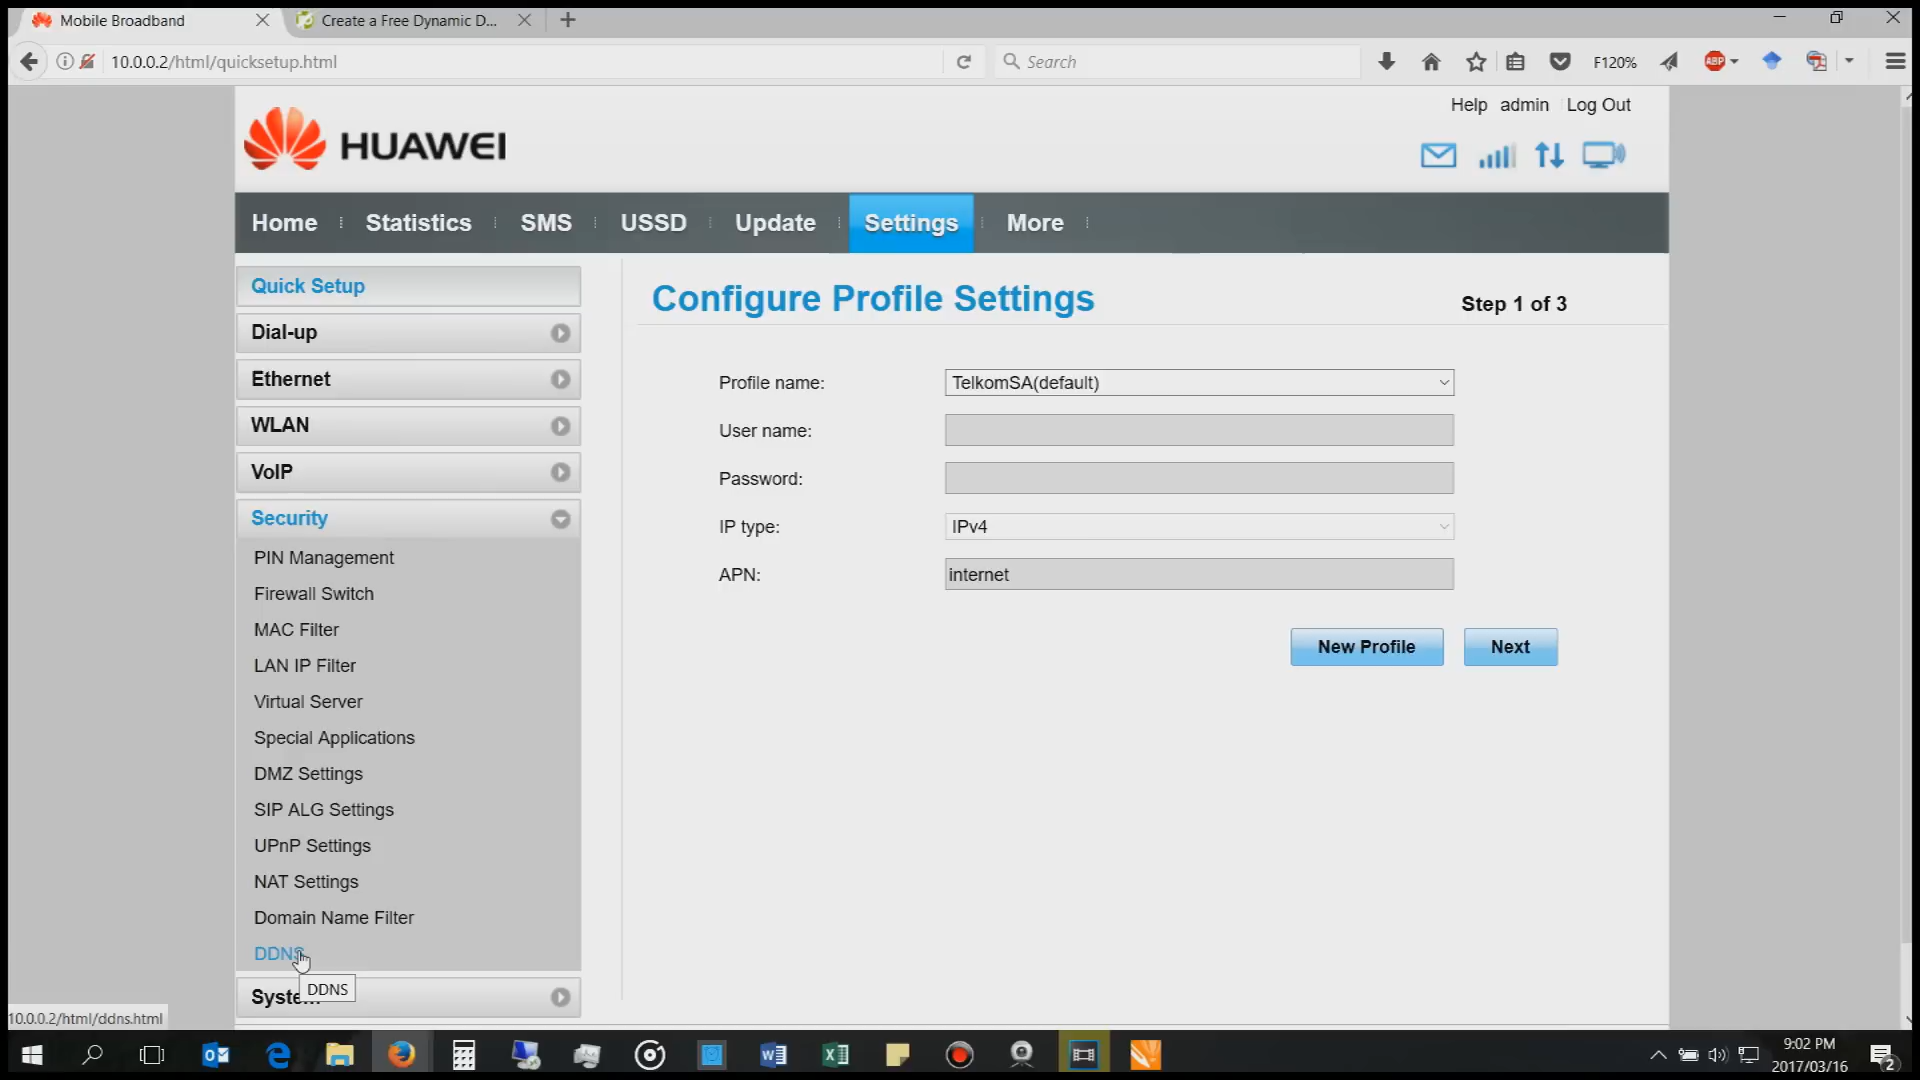 Mobile Broadband
Create a Free Dynamic D...
10.0.0.2/html/quicksetup.html
Search
F120%
ABP
Help admin Log Out
HUAWEI
Home Statistics SMS USSD Update Settings More
Quick Setup
Dial-up
Ethernet
WLAN
VoIP
Security
PIN Management
Firewall Switch
MAC Filter
LAN IP Filter
Virtual Server
Special Applications
DMZ Settings
SIP ALG Settings
UPnP Settings
NAT Settings
Domain Name Filter
DDNS
DDNS
System
Configure Profile Settings
Step 1 of 3
Profile name: TelkomSA(default)
User name:
Password:
IP type: IPv4
APN: internet
New Profile Next
10.0.0.2/html/ddns.html
9:02 PM
2017/03/16
2